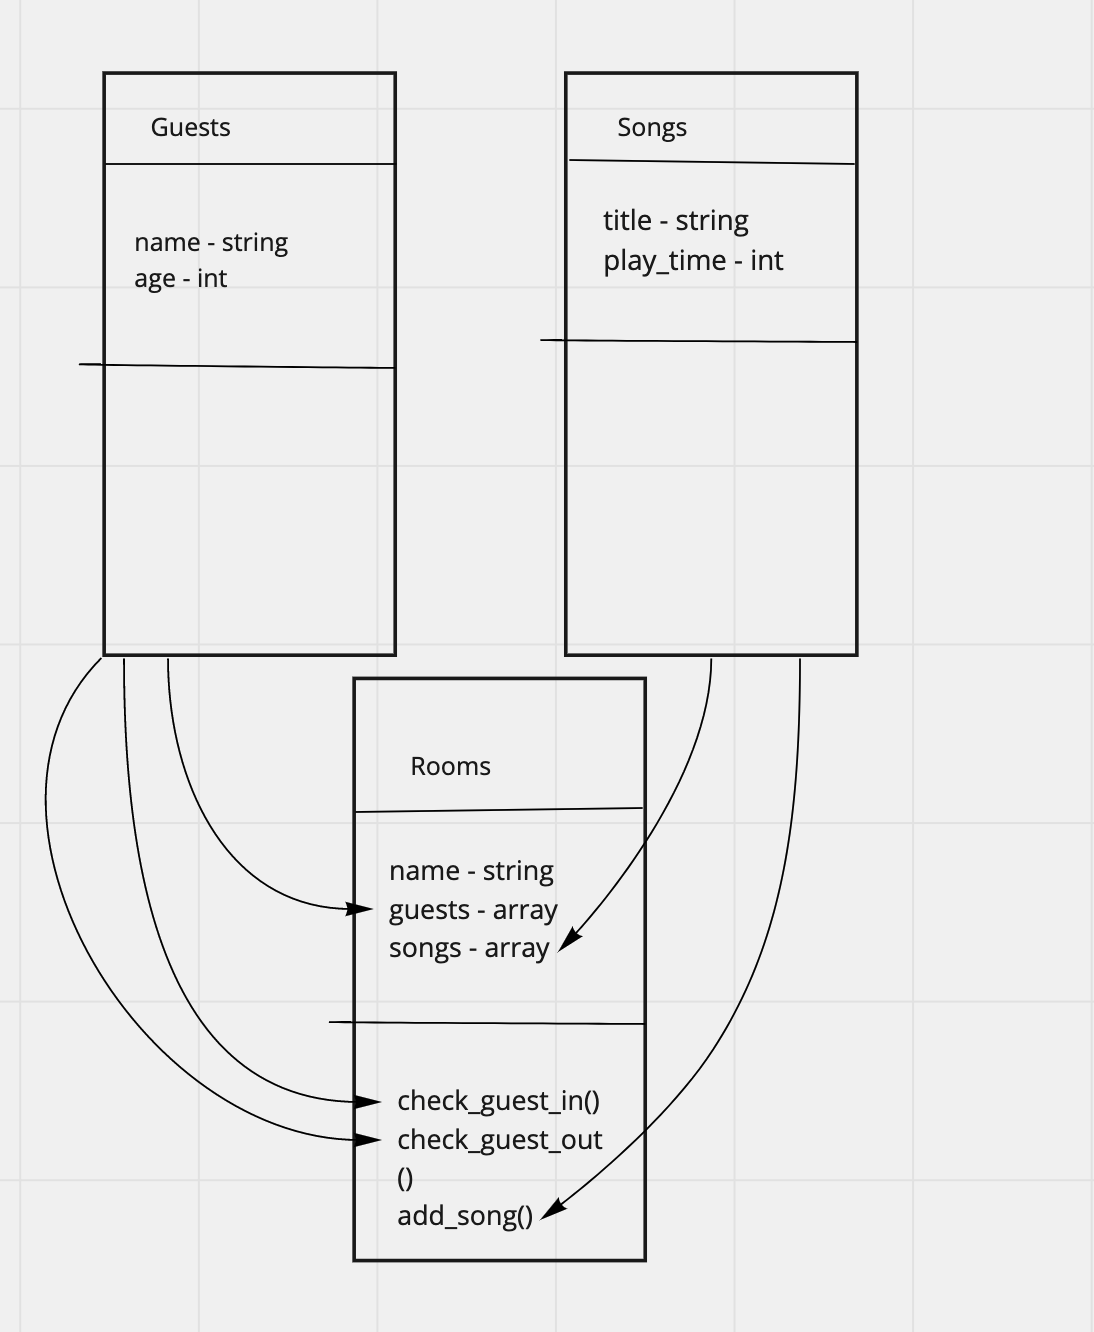 Guests
name - string
age - int
Songs
title - string
play_time - int
Rooms
name - string
guests - array
songs - array
check_guest_in()
check_guest_out
()
add_song()